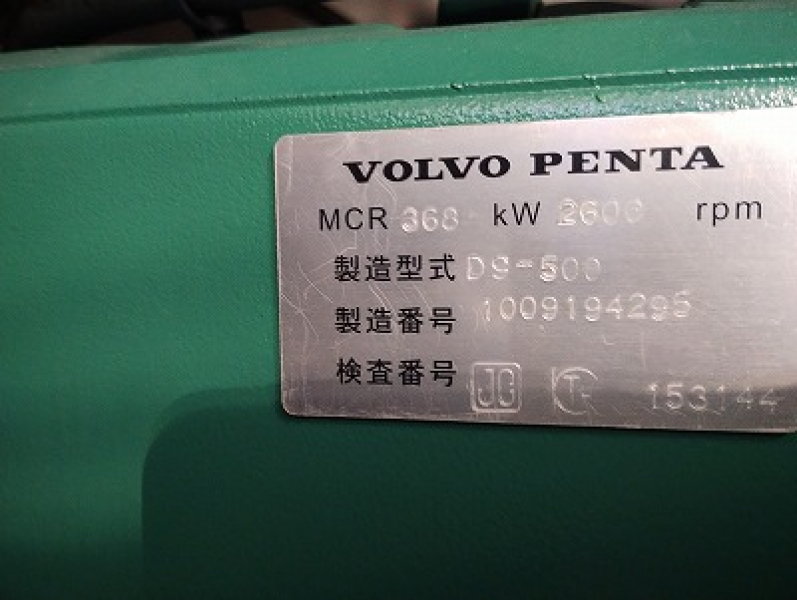 VOLVO PENTA
MCR 368 kW 2600 rpm
製造型式 D9-500
製造番号 1009194295
検査番号 JG 153144